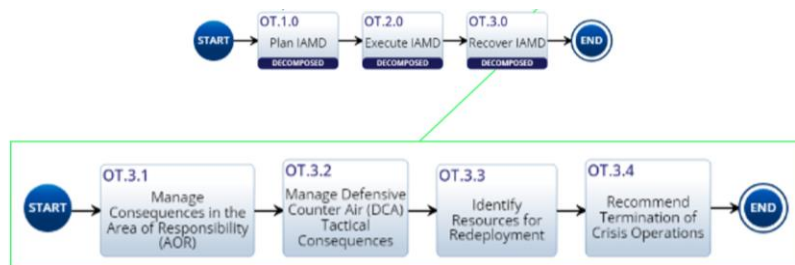 OT.1.0
OT.2.0
OT.3.0
START
Plan IAMD
Execute IAMD
Recover IAMD
END
DECOMPOSED
DECOMPOSED
DECOMPOSED
OT.3.1
Manage
Consequences in the
Area of Responsibility
(AOR)
OT.3.2
Manage Defensive
Counter Air (DCA)
Tactical
Consequences
OT.3.3
Identify
Resources for
Redeployment
OT.3.4
Recommend
Termination of
Crisis Operations
START
END